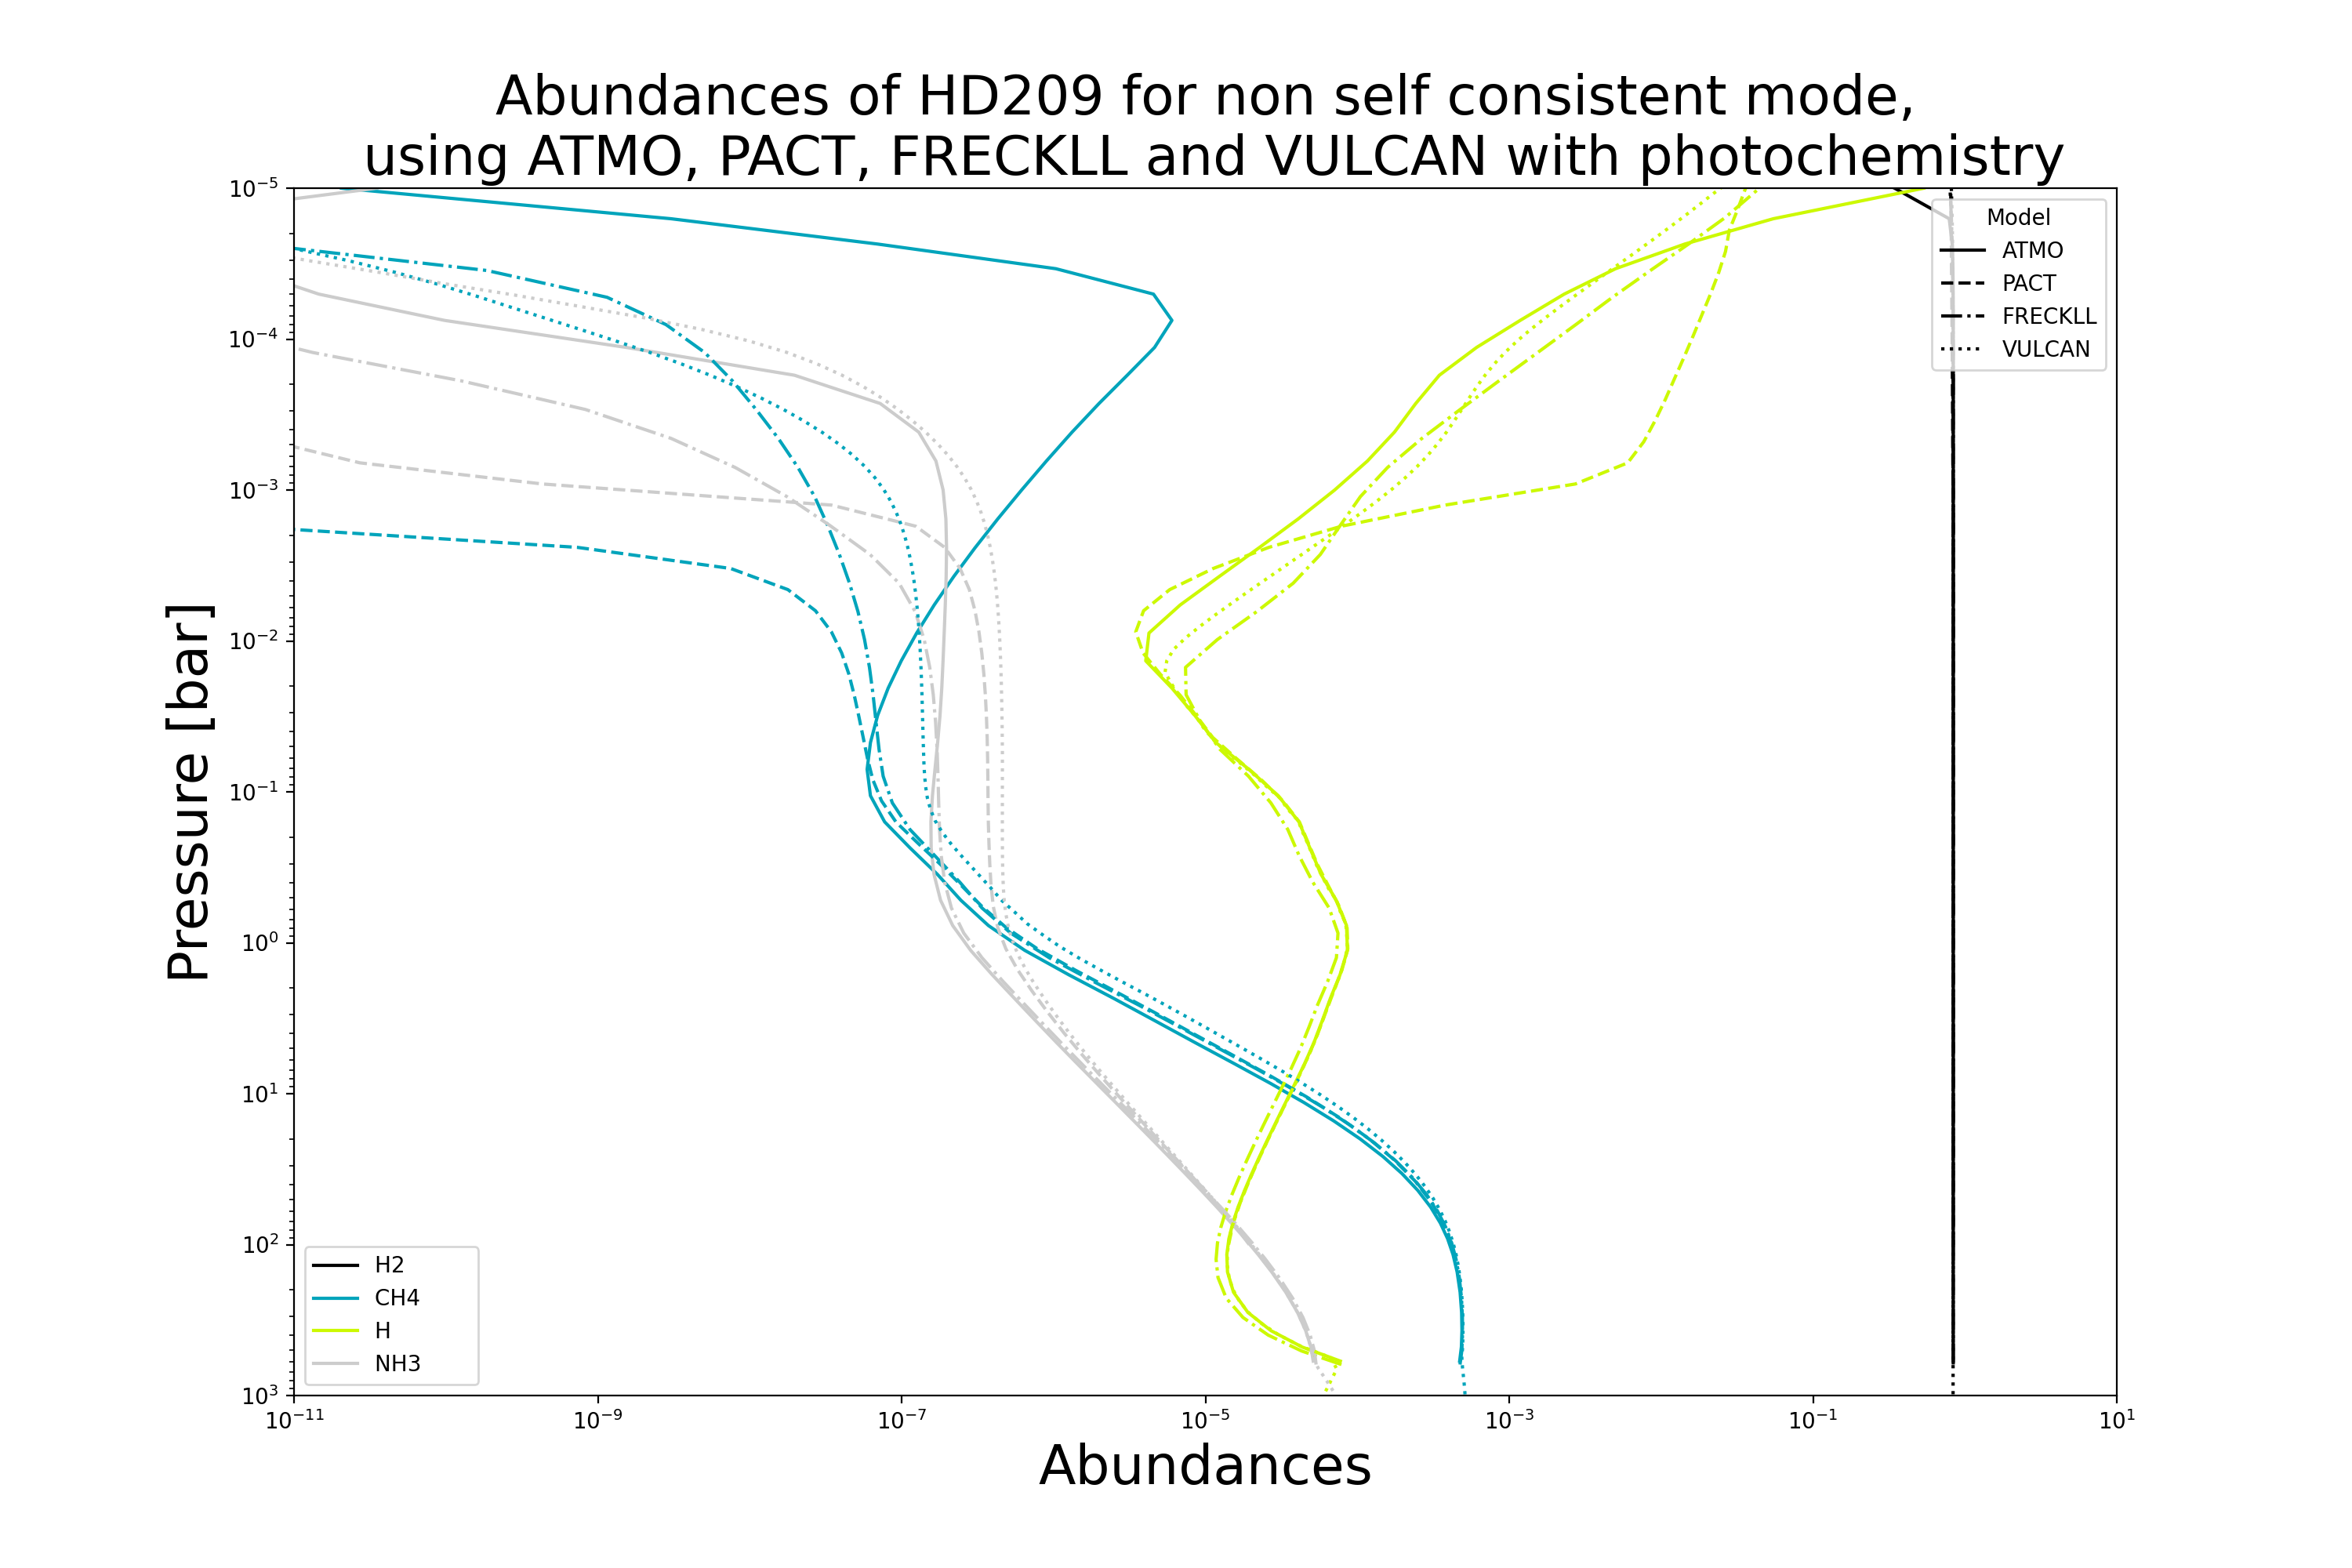 Abundances of HD209 for non self consistent mode,
using ATMO, PACT, FRECKLL and VULCAN with photochemistry
Pressure [bar]
10⁻⁵
10⁻⁴
10⁻³
10⁻²
10⁻¹
10⁰
10¹
10²
10³
Model
ATMO
PACT
FRECKLL
VULCAN
H2
CH4
H
NH3
10⁻¹¹
10⁻⁹
10⁻⁷
10⁻⁵
10⁻³
10⁻¹
10¹
Abundances